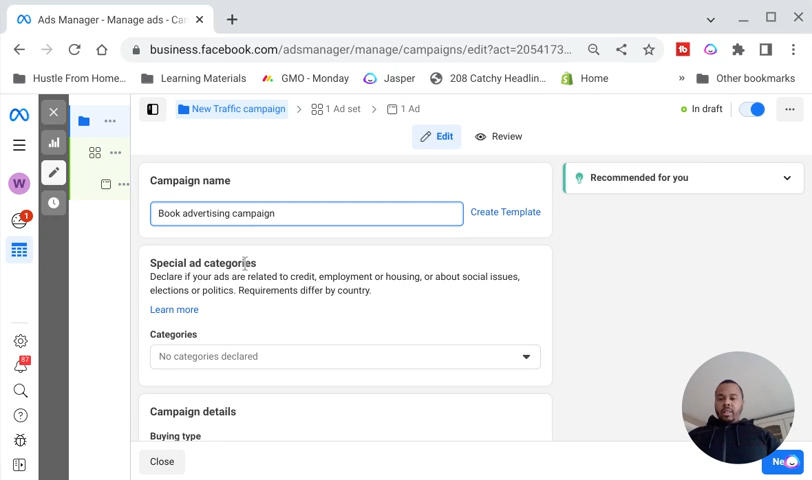 Ads Manager - Manage ads - Car
business.facebook.com/adsmanager/manage/campaigns/edit?act=2054173...
Hustle From Home...
Learning Materials
GMO - Monday
Jasper
208 Catchy Headlin...
Home
»
Other bookmarks
New Traffic campaign
1 Ad set
1 Ad
In draft
Edit
Review
Campaign name
Recommended for you
W
Book advertising campaign
Create Template
1
Special ad categories
Declare if your ads are related to credit, employment or housing, or about social issues,
elections or politics. Requirements differ by country.
Learn more
Categories
No categories declared
87
Campaign details
Buying type
Close